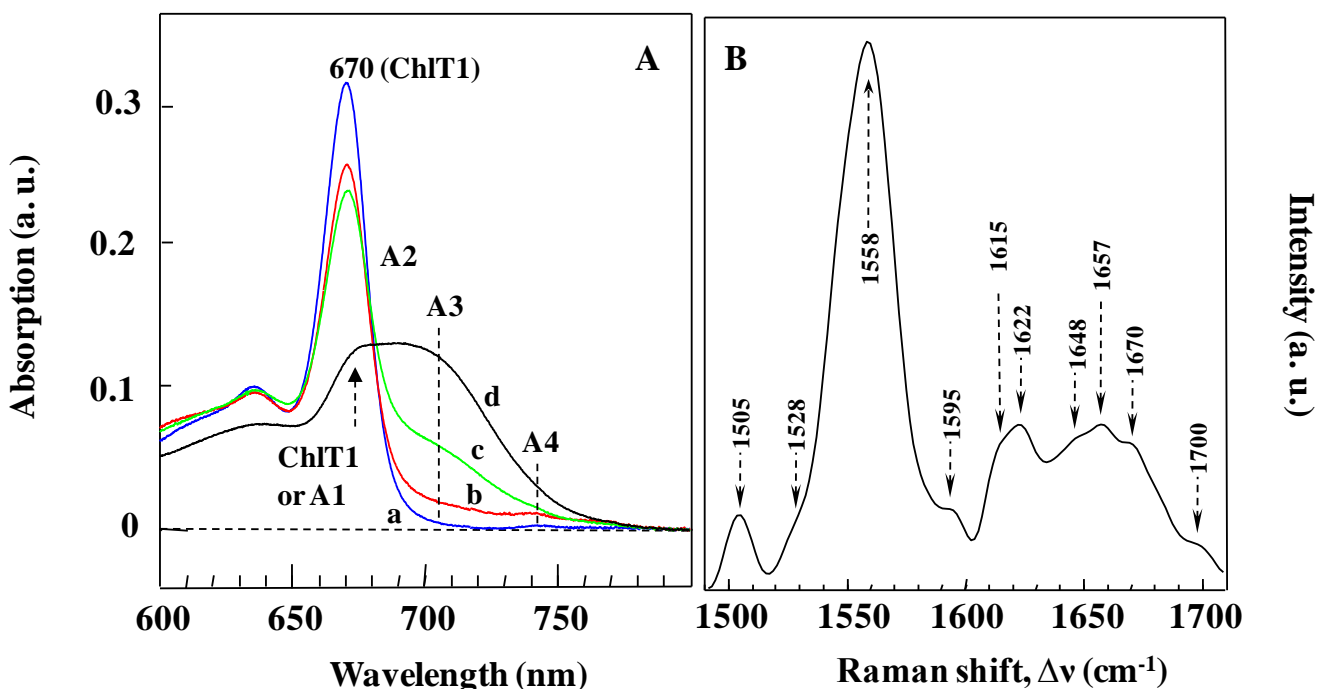 A
670 (ChlT1)
0.3
0.2
0.1
0
Absorption (a. u.)
A2
A3
A4
a
b
c
d
ChlT1
or A1
600
650
700
750
Wavelength (nm)
B
1505
1528
1558
1595
1615
1622
1648
1657
1670
1700
1500
1550
1600
1650
1700
Raman shift, Δν (cm-1)
Intensity (a. u.)